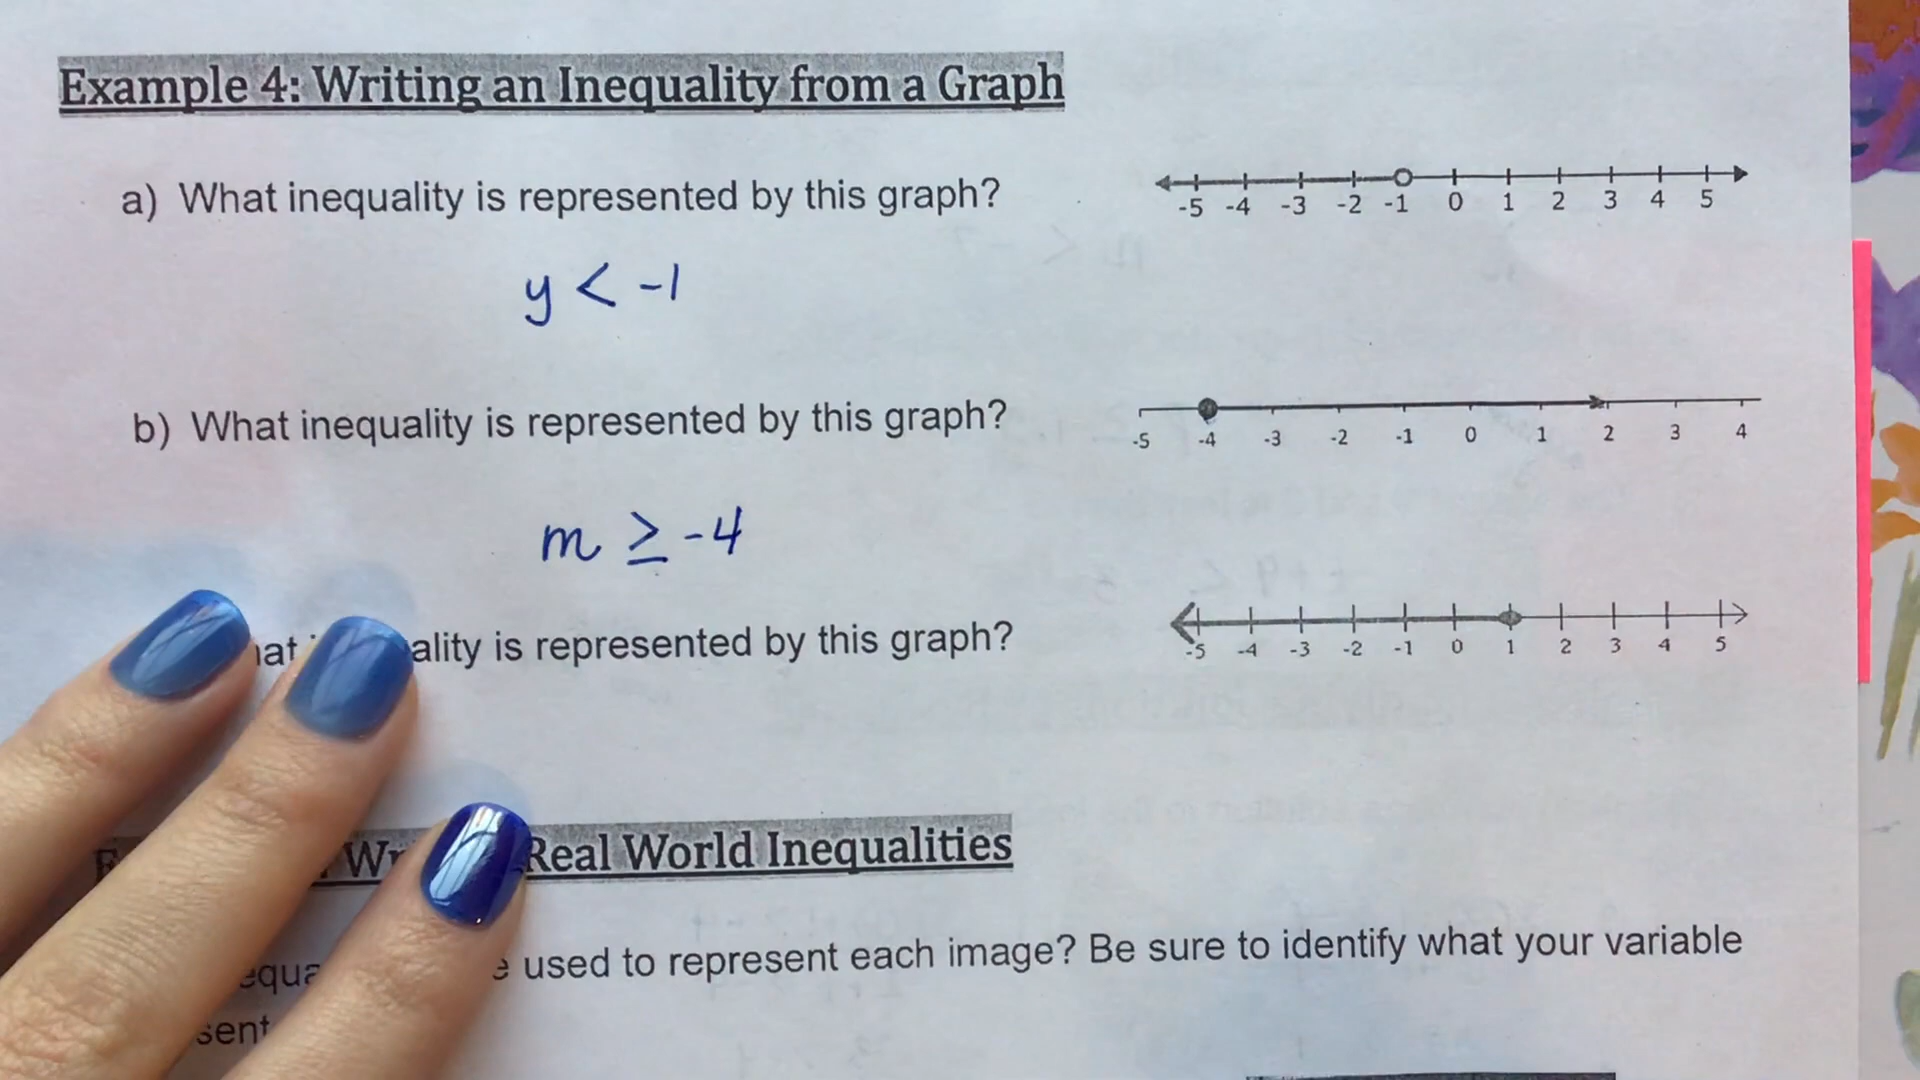 Example 4: Writing an Inequality from a Graph
a) What inequality is represented by this graph?
-5 -4 -3 -2 -1 0 1 2 3 4 5
y < -1
b) What inequality is represented by this graph?
-5 -4 -3 -2 -1 0 1 2 3 4
m ≥ -4
ality is represented by this graph?
-5 -4 -3 -2 -1 0 1 2 3 4 5
Real World Inequalities
used to represent each image? Be sure to identify what your variable
sent